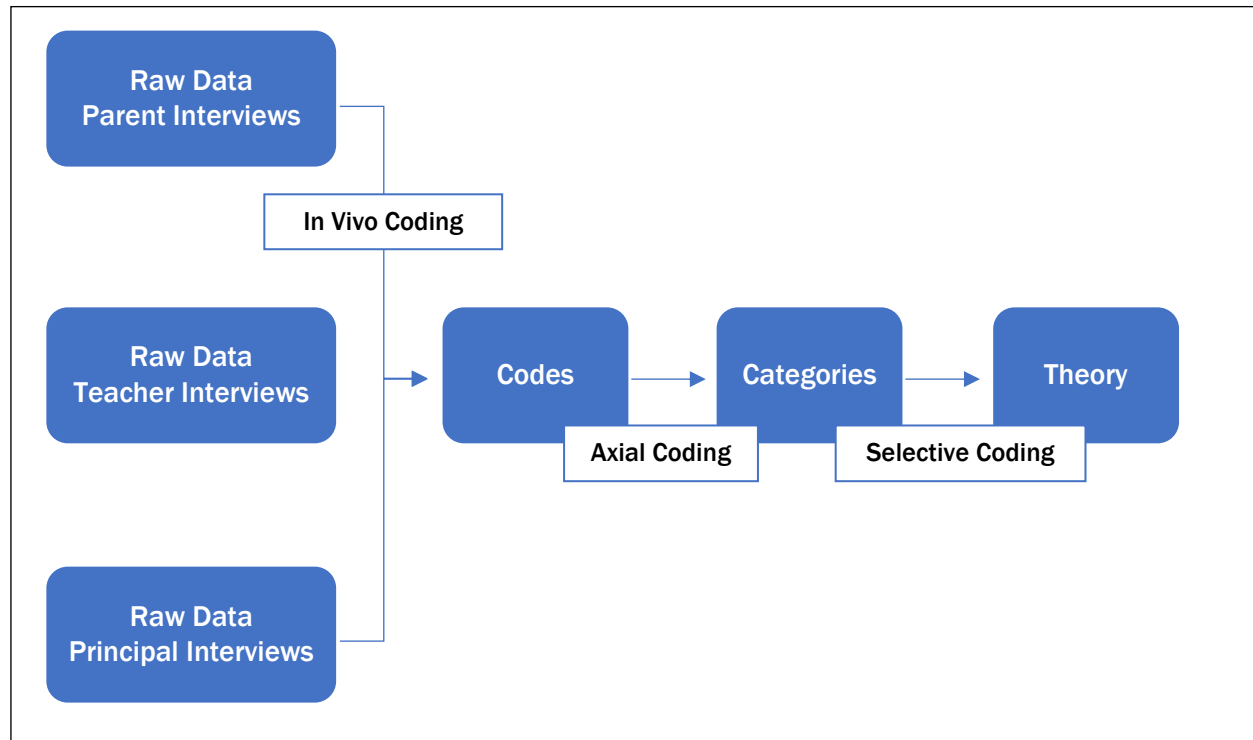 Raw Data
Parent Interviews
In Vivo Coding
Raw Data
Teacher Interviews
Codes
Categories
Theory
Axial Coding
Selective Coding
Raw Data
Principal Interviews